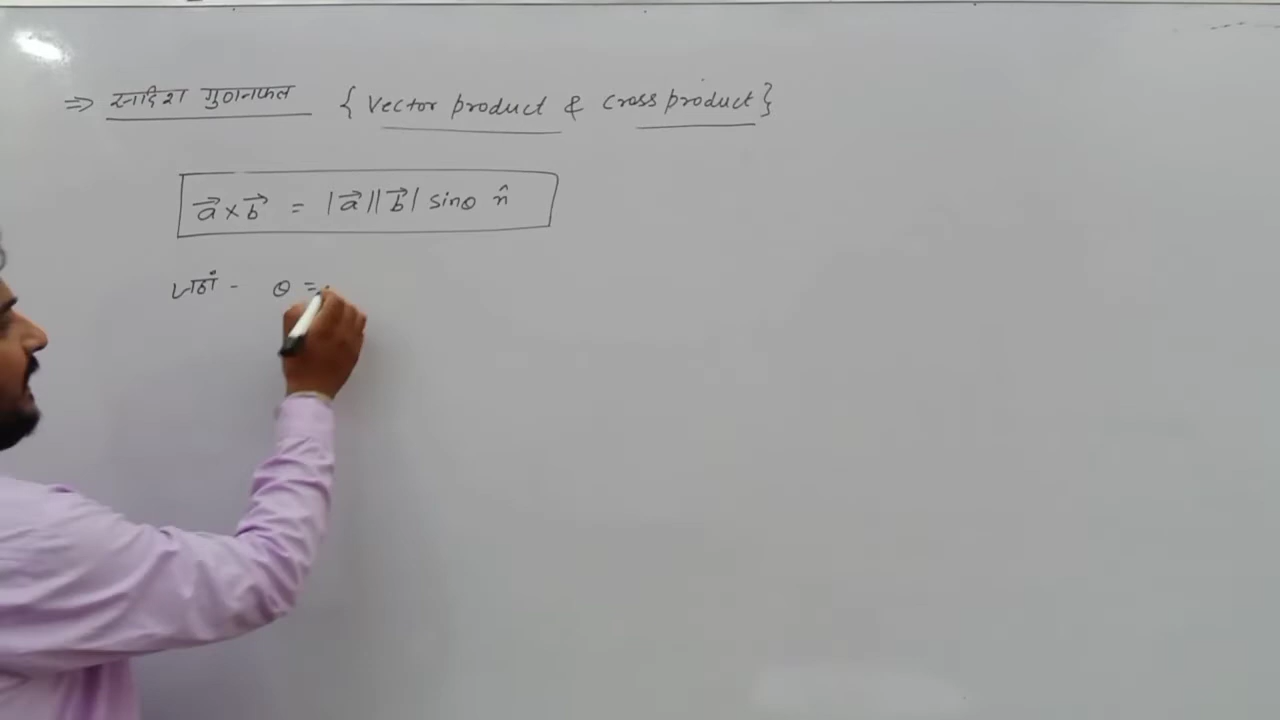 ⇒ सदिश गुणनफल { Vector product & Cross product }
a⃗ × b⃗ = |a⃗||b⃗| sinθ n̂
जहाँ - θ =